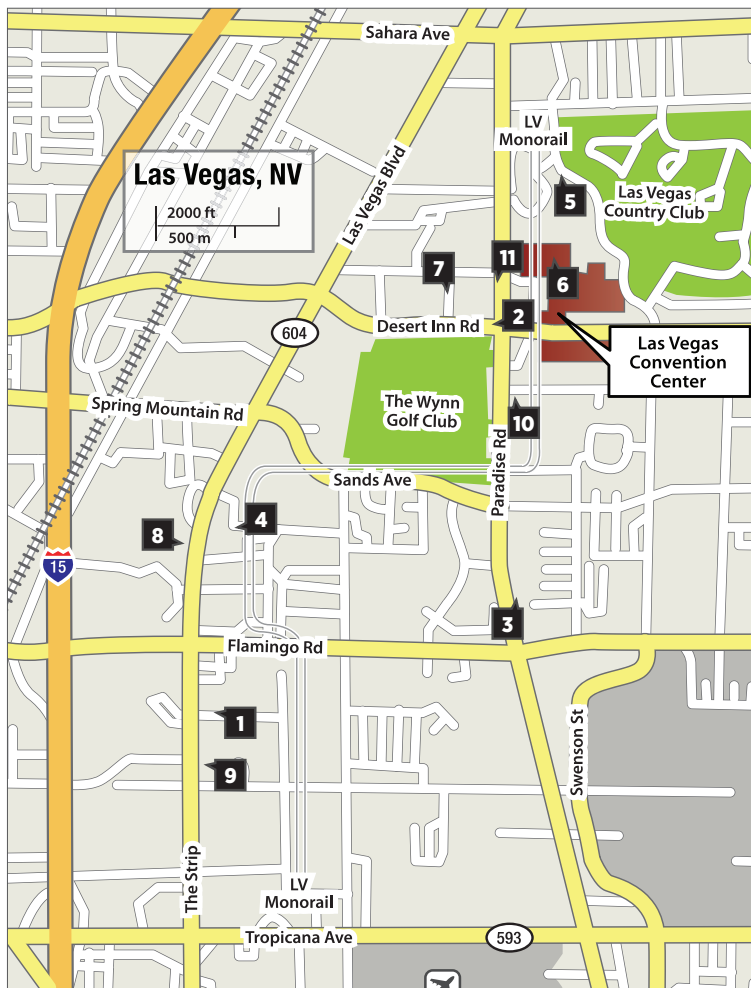 Sahara Ave
LV
Monorail
Las Vegas, NV
2000 ft
500 m
Las Vegas Blvd
5
Las Vegas
Country Club
11
7
6
2
Desert Inn Rd
604
Las Vegas
Convention
Center
Spring Mountain Rd
The Wynn
Golf Club
10
Paradise Rd
Sands Ave
4
8
15
3
Flamingo Rd
1
Swenson St
9
The Strip
LV
Monorail
Tropicana Ave
593